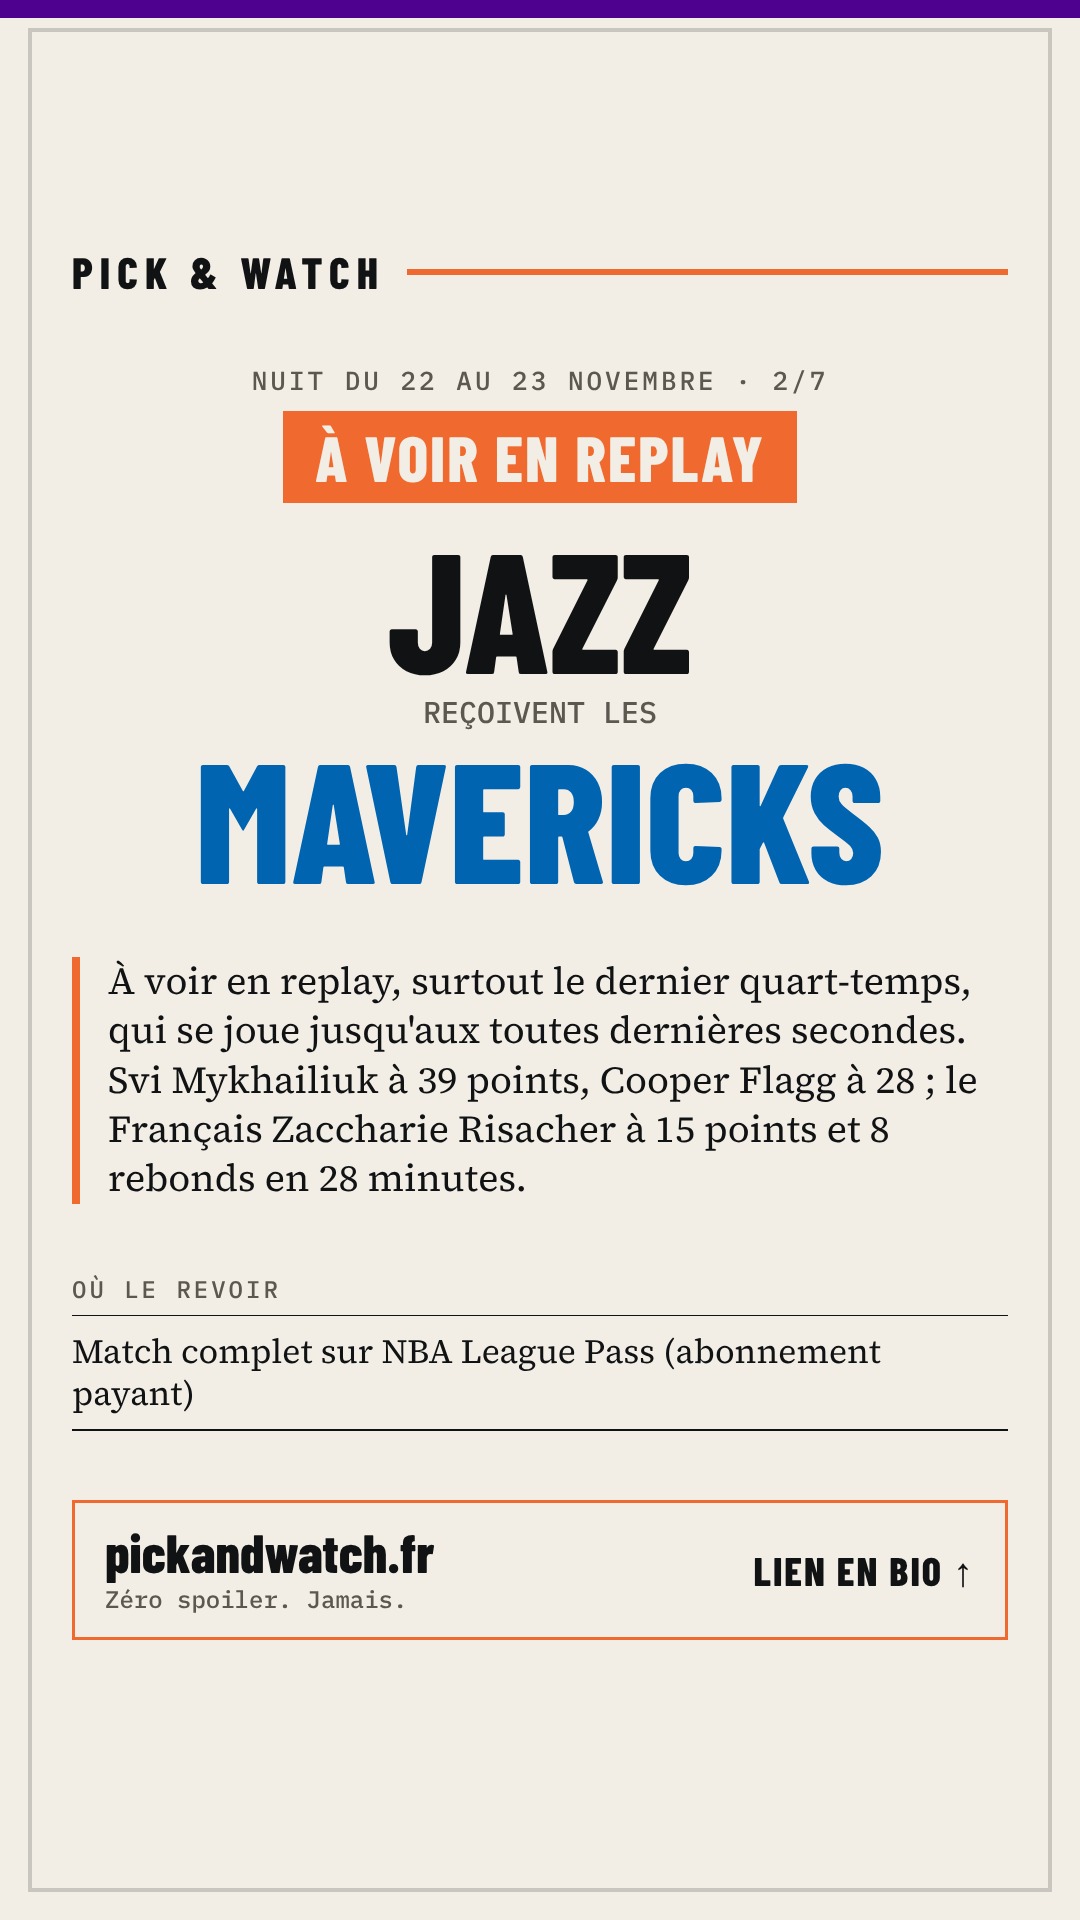 PICK & WATCH
NUIT DU 22 AU 23 NOVEMBRE · 2/7
À VOIR EN REPLAY
JAZZ
REÇOIVENT LES
MAVERICKS
À voir en replay, surtout le dernier quart-temps,
qui se joue jusqu'aux toutes dernières secondes.
Svi Mykhailiuk à 39 points, Cooper Flagg à 28 ; le
Français Zaccharie Risacher à 15 points et 8
rebonds en 28 minutes.
OÙ LE REVOIR
Match complet sur NBA League Pass (abonnement
payant)
pickandwatch.fr
Zéro spoiler. Jamais.
LIEN EN BIO ↑